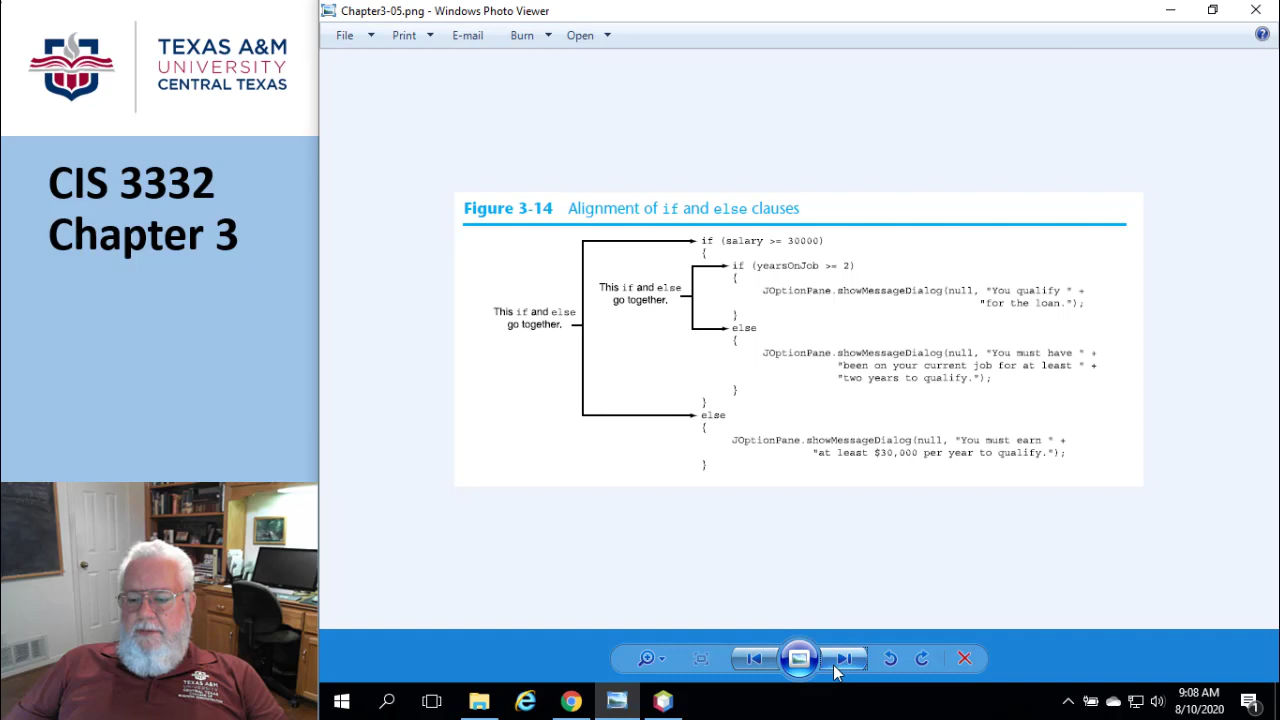 Chapter3-05.png - Windows Photo Viewer
File Print E-mail Burn Open
TEXAS A&M
UNIVERSITY
CENTRAL TEXAS
CIS 3332
Chapter 3
Figure 3-14 Alignment of if and else clauses
if (salary >= 30000)
{
if (yearsOnJob >= 2)
{
This if and else
go together.
JOptionPane.showMessageDialog(null, "You qualify " +
"for the loan.");
}
This if and else
go together.
else
{
JOptionPane.showMessageDialog(null, "You must have " +
"been on your current job for at least " +
"two years to qualify.");
}
}
else
{
JOptionPane.showMessageDialog(null, "You must earn " +
"at least $30,000 per year to qualify.");
}
TEXAS A&M
9:08 AM
8/10/2020
1